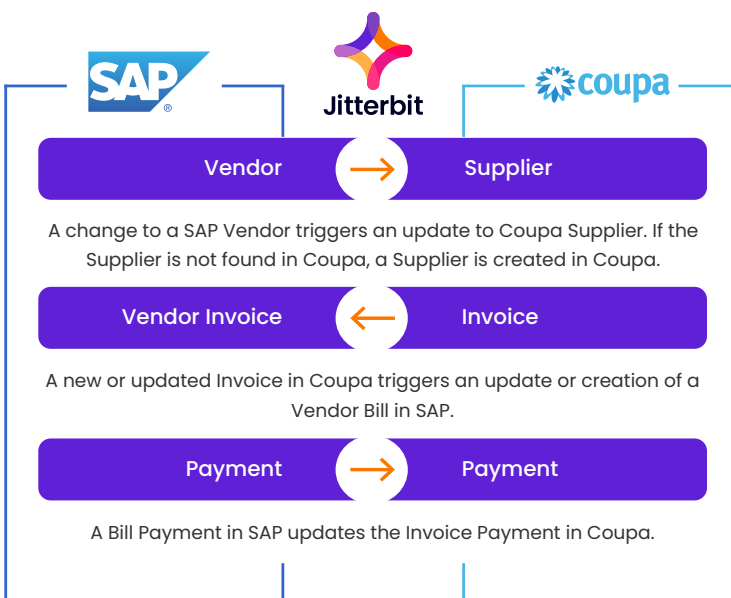 SAP®
Jitterbit
coupa
Vendor → Supplier
A change to a SAP Vendor triggers an update to Coupa Supplier. If the
Supplier is not found in Coupa, a Supplier is created in Coupa.
Vendor Invoice ← Invoice
A new or updated Invoice in Coupa triggers an update or creation of a
Vendor Bill in SAP.
Payment → Payment
A Bill Payment in SAP updates the Invoice Payment in Coupa.